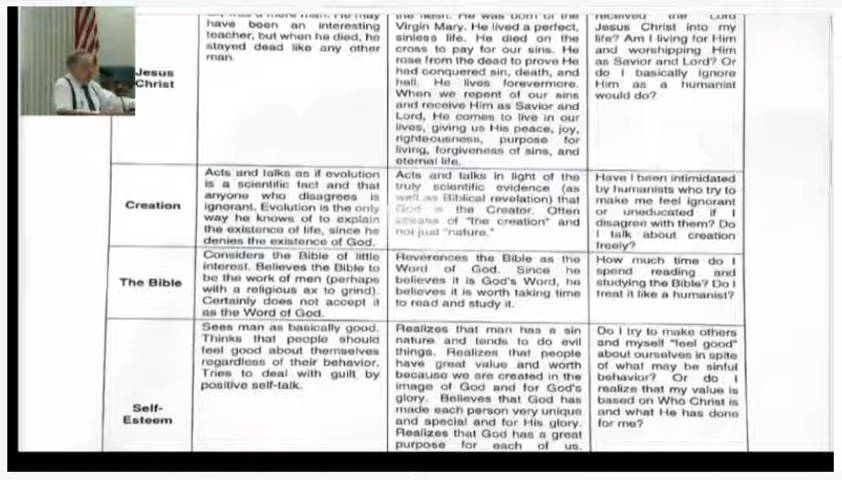 have been an interesting
teacher, but when he died, he
stayed dead like any other
man.
Virgin Mary. He lived a perfect,
sinless life. He died on the
cross to pay for our sins. He
rose from the dead to prove He
had conquered sin, death, and
hell. He lives forevermore.
When we repent of our sins
and receive Him as Savior and
Lord, He comes to live in our
lives, giving us His peace, joy,
righteousness, purpose for
living, forgiveness of sins, and
eternal life.
received the Lord
Jesus Christ into my
life? Am I living for Him
and worshipping Him
as Savior and Lord? Or
do I basically ignore
Him as a humanist
would do?
Jesus
Christ
Creation
Acts and talks as if evolution
is a scientific fact and that
anyone who disagrees is
ignorant. Evolution is the only
way he knows of to explain
the existence of life, since he
denies the existence of God.
Acts and talks in light of the
truly scientific evidence (as
well as Biblical revelation) that
God is the Creator. Often
speaks of "the creation" and
not just "nature."
Have I been intimidated
by humanists who try to
make me feel ignorant
or uneducated if I
disagree with them? Do
I talk about creation
freely?
The Bible
Considers the Bible of little
interest. Believes the Bible to
be the work of men (perhaps
with a religious ax to grind).
Certainly does not accept it
as the Word of God.
Reverences the Bible as the
Word of God. Since he
believes it is God's Word, he
believes it is worth taking time
to read and study it.
How much time do I
spend reading and
studying the Bible? Do I
treat it like a humanist?
Self-
Esteem
Sees man as basically good.
Thinks that people should
feel good about themselves
regardless of their behavior.
Tries to deal with guilt by
positive self-talk.
Realizes that man has a sin
nature and tends to do evil
things. Realizes that people
have great value and worth
because we are created in the
image of God and for God's
glory. Believes that God has
made each person very unique
and special and for His glory.
Realizes that God has a great
purpose for each of us.
Do I try to make others
and myself "feel good"
about ourselves in spite
of what may be sinful
behavior? Or do I
realize that my value is
based on Who Christ is
and what He has done
for me?